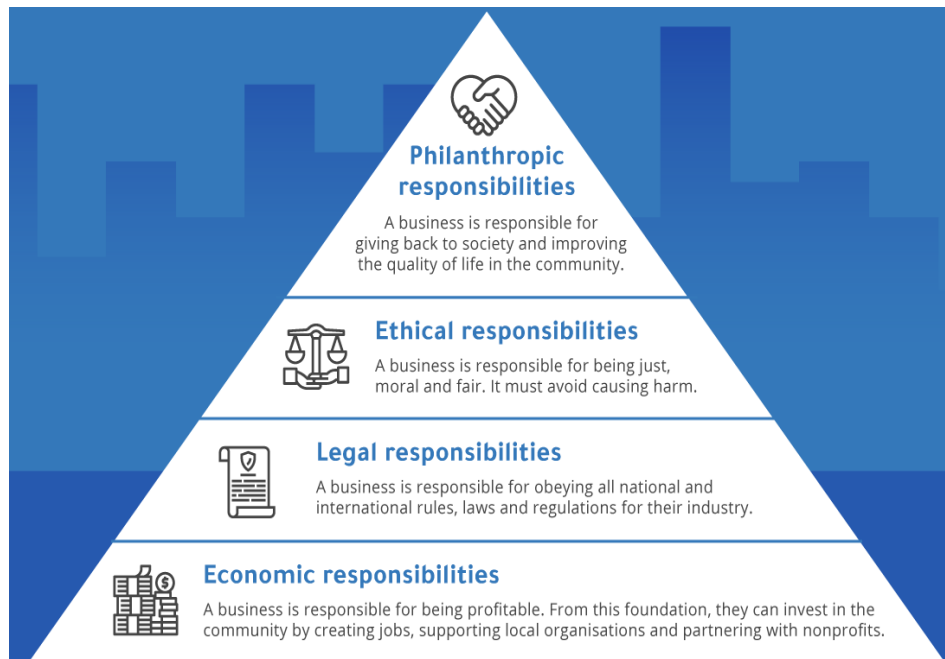 Philanthropic
responsibilities
A business is responsible for
giving back to society and improving
the quality of life in the community.
Ethical responsibilities
A business is responsible for being just,
moral and fair. It must avoid causing harm.
Legal responsibilities
A business is responsible for obeying all national and
international rules, laws and regulations for their industry.
Economic responsibilities
A business is responsible for being profitable. From this foundation, they can invest in the
community by creating jobs, supporting local organisations and partnering with nonprofits.